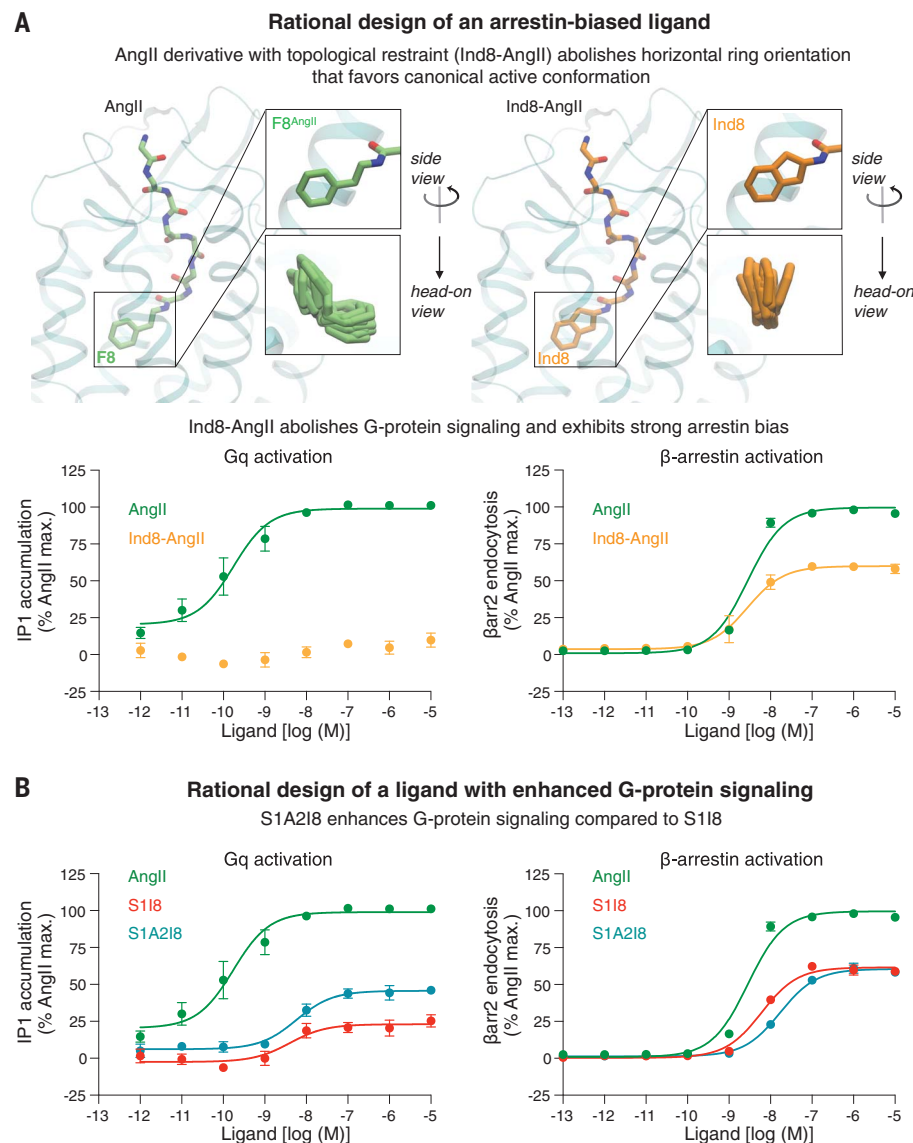 A
Rational design of an arrestin-biased ligand
AngII derivative with topological restraint (Ind8-AngII) abolishes horizontal ring orientation
that favors canonical active conformation
AngII
F8^AngII
F8
side
view
head-on
view
Ind8-AngII
Ind8
Ind8
side
view
head-on
view
Ind8-AngII abolishes G-protein signaling and exhibits strong arrestin bias
Gq activation
IP1 accumulation
(% AngII max.)
125
100
75
50
25
0
-25
AngII
Ind8-AngII
-13 -12 -11 -10 -9 -8 -7 -6 -5
Ligand [log (M)]
β-arrestin activation
βarr2 endocytosis
(% AngII max.)
125
100
75
50
25
0
-25
AngII
Ind8-AngII
-13 -12 -11 -10 -9 -8 -7 -6 -5
Ligand [log (M)]
B
Rational design of a ligand with enhanced G-protein signaling
S1A2I8 enhances G-protein signaling compared to S1I8
Gq activation
IP1 accumulation
(% AngII max.)
125
100
75
50
25
0
-25
AngII
S1I8
S1A2I8
-13 -12 -11 -10 -9 -8 -7 -6 -5
Ligand [log (M)]
β-arrestin activation
βarr2 endocytosis
(% AngII max.)
125
100
75
50
25
0
-25
AngII
S1I8
S1A2I8
-13 -12 -11 -10 -9 -8 -7 -6 -5
Ligand [log (M)]